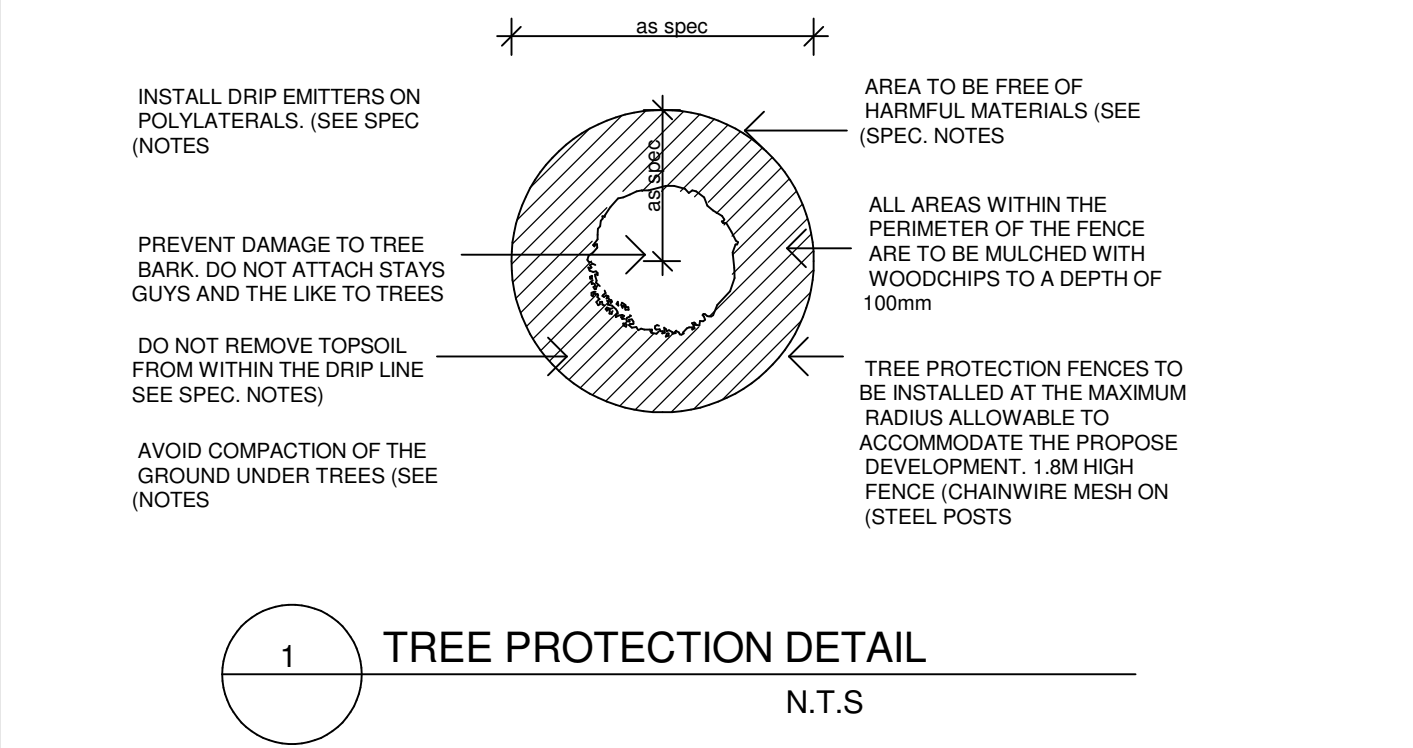 as spec
INSTALL DRIP EMITTERS ON
POLYLATERALS. (SEE SPEC
(NOTES
PREVENT DAMAGE TO TREE
BARK. DO NOT ATTACH STAYS
GUYS AND THE LIKE TO TREES
DO NOT REMOVE TOPSOIL
FROM WITHIN THE DRIP LINE
SEE SPEC. NOTES)
AVOID COMPACTION OF THE
GROUND UNDER TREES (SEE
(NOTES
as spec
AREA TO BE FREE OF
HARMFUL MATERIALS (SEE
(SPEC. NOTES
ALL AREAS WITHIN THE
PERIMETER OF THE FENCE
ARE TO BE MULCHED WITH
WOODCHIPS TO A DEPTH OF
100mm
TREE PROTECTION FENCES TO
BE INSTALLED AT THE MAXIMUM
RADIUS ALLOWABLE TO
ACCOMMODATE THE PROPOSE
DEVELOPMENT. 1.8M HIGH
FENCE (CHAINWIRE MESH ON
(STEEL POSTS
1
TREE PROTECTION DETAIL
N.T.S